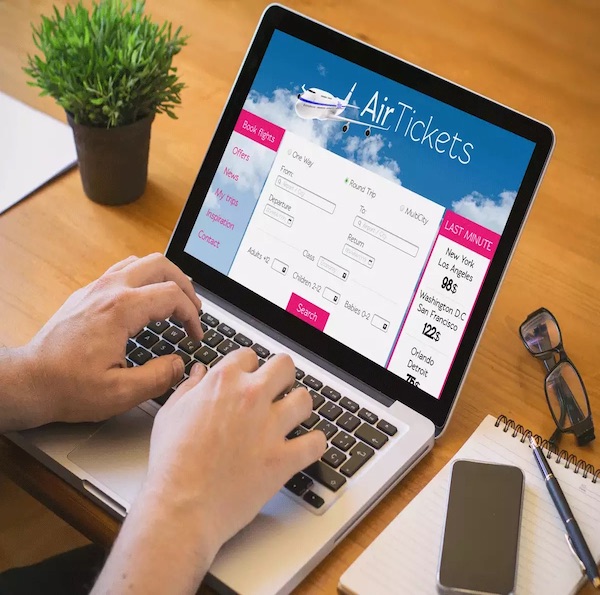 AirTickets
Book flights
Offers
News
My trips
Inspiration
Contact
One Way
Round Trip
MultiCity
From:
To:
Departure
Return
Adults +12
Class
Children 2-12
Babies 0-2
Search
LAST MINUTE
New York
Los Angeles
98$
Washington D.C
San Francisco
122$
Orlando
Detroit